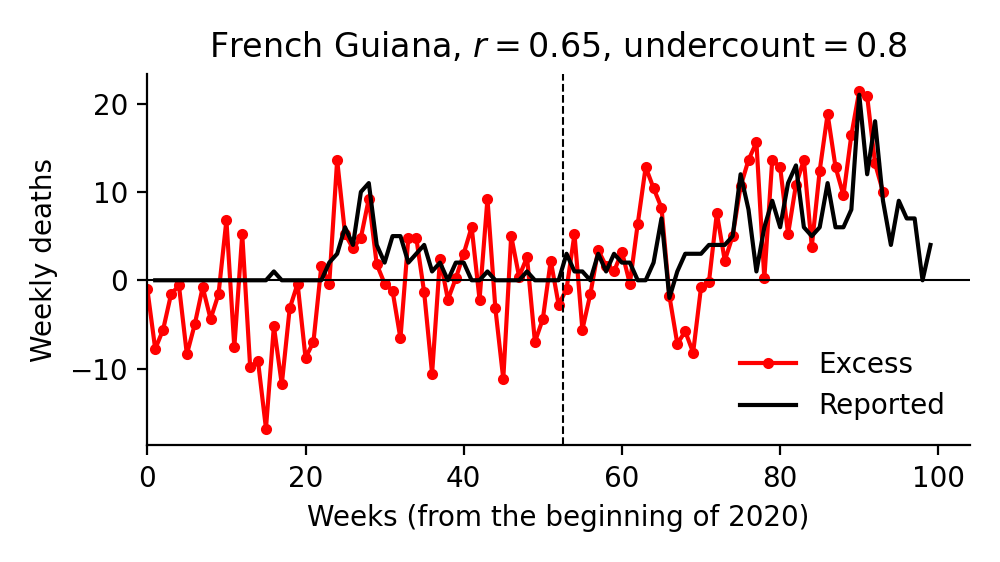 French Guiana, r = 0.65, undercount = 0.8
Weekly deaths
20
10
0
−10
Excess
Reported
0 20 40 60 80 100
Weeks (from the beginning of 2020)